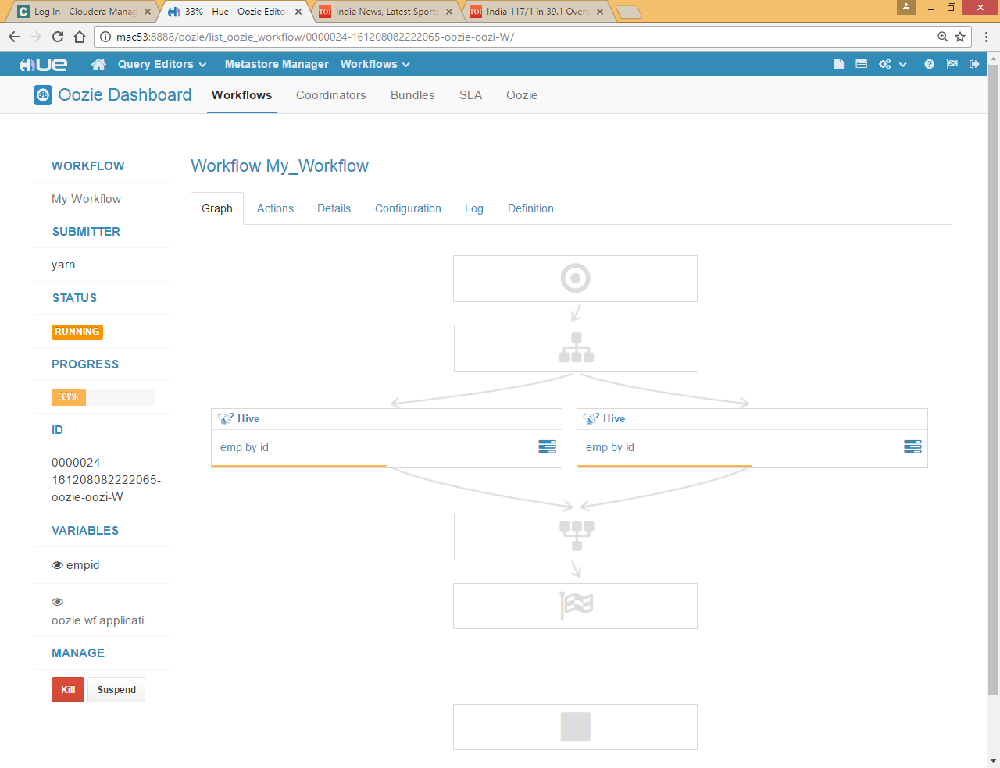 Log In - Cloudera Manag
33% - Hue - Oozie Editor
TOI India News, Latest Sports
TOI India 117/1 in 39.1 Overs
mac53:8888/oozie/list_oozie_workflow/0000024-161208082222065-oozie-oozi-W/
HUE Query Editors Metastore Manager Workflows
Oozie Dashboard Workflows Coordinators Bundles SLA Oozie
WORKFLOW
My Workflow
SUBMITTER
yarn
STATUS
RUNNING
PROGRESS
33%
ID
0000024-
161208082222065-
oozie-oozi-W
VARIABLES
empid
oozie.wf.applicati...
MANAGE
Kill Suspend
Workflow My_Workflow
Graph Actions Details Configuration Log Definition
2 Hive
emp by id
2 Hive
emp by id